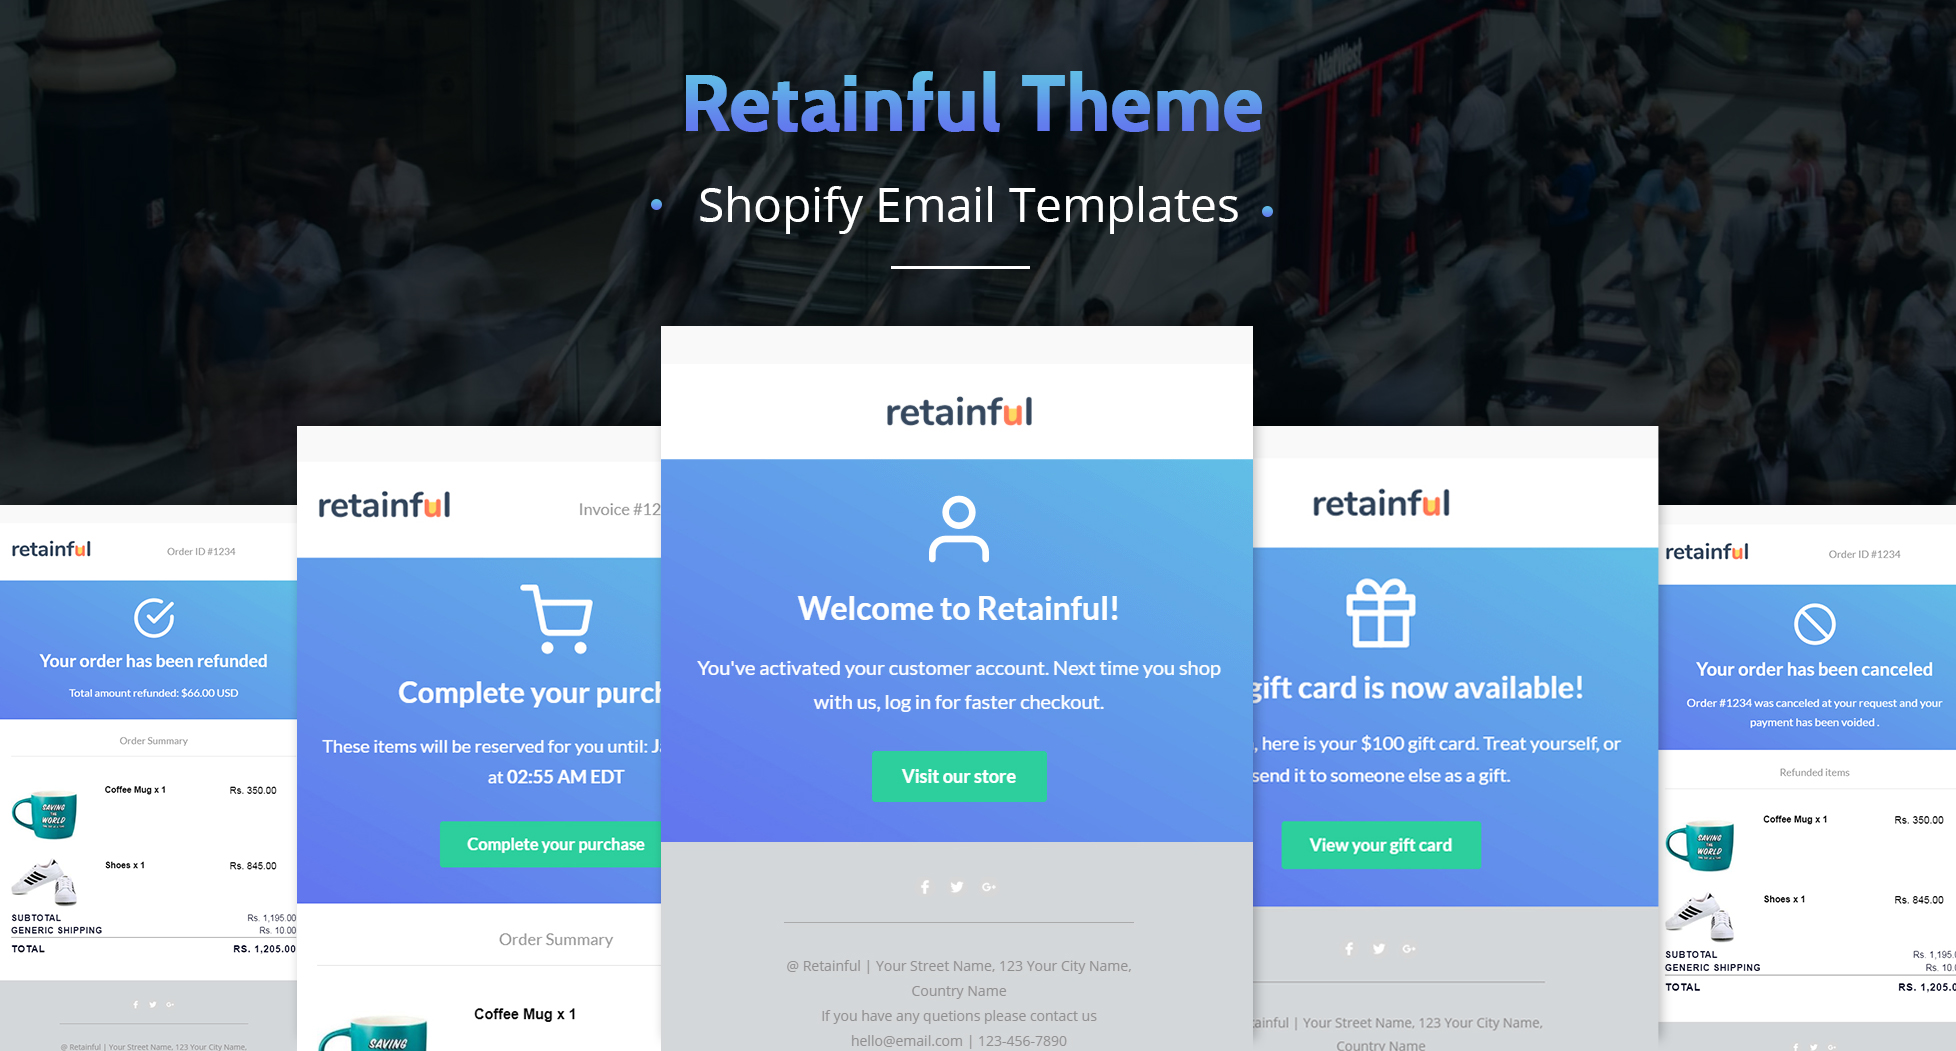 NatWest
Retainful Theme
Shopify Email Templates
retainful
Order ID #1234
Your order has been refunded
Total amount refunded: $66.00 USD
Order Summary
SAVING
THE
WORLD
Coffee Mug x 1
Rs. 350.00
Shoes x 1
Rs. 845.00
SUBTOTAL
Rs. 1,195.00
GENERIC SHIPPING
Rs. 10.00
TOTAL
RS. 1,205.00
@ Retainful | Your Street Name, 123 Your City Name,
retainful
Invoice #12
Complete your purch
These items will be reserved for you until: J
at 02:55 AM EDT
Complete your purchase
Order Summary
SAVING
Coffee Mug x 1
retainful
Welcome to Retainful!
You've activated your customer account. Next time you shop
with us, log in for faster checkout.
Visit our store
@ Retainful | Your Street Name, 123 Your City Name,
Country Name
If you have any quetions please contact us
hello@email.com | 123-456-7890
retainful
gift card is now available!
, here is your $100 gift card. Treat yourself, or
send it to someone else as a gift.
View your gift card
ainful | Your Street Name, 123 Your City Name,
Country Name
retainful
Order ID #1234
Your order has been canceled
Order #1234 was canceled at your request and your
payment has been voided .
Refunded items
SAVING
THE
WORLD
Coffee Mug x 1
Rs. 350.00
Shoes x 1
Rs. 845.00
SUBTOTAL
Rs. 1,195.
GENERIC SHIPPING
Rs. 10.
TOTAL
RS. 1,205.0